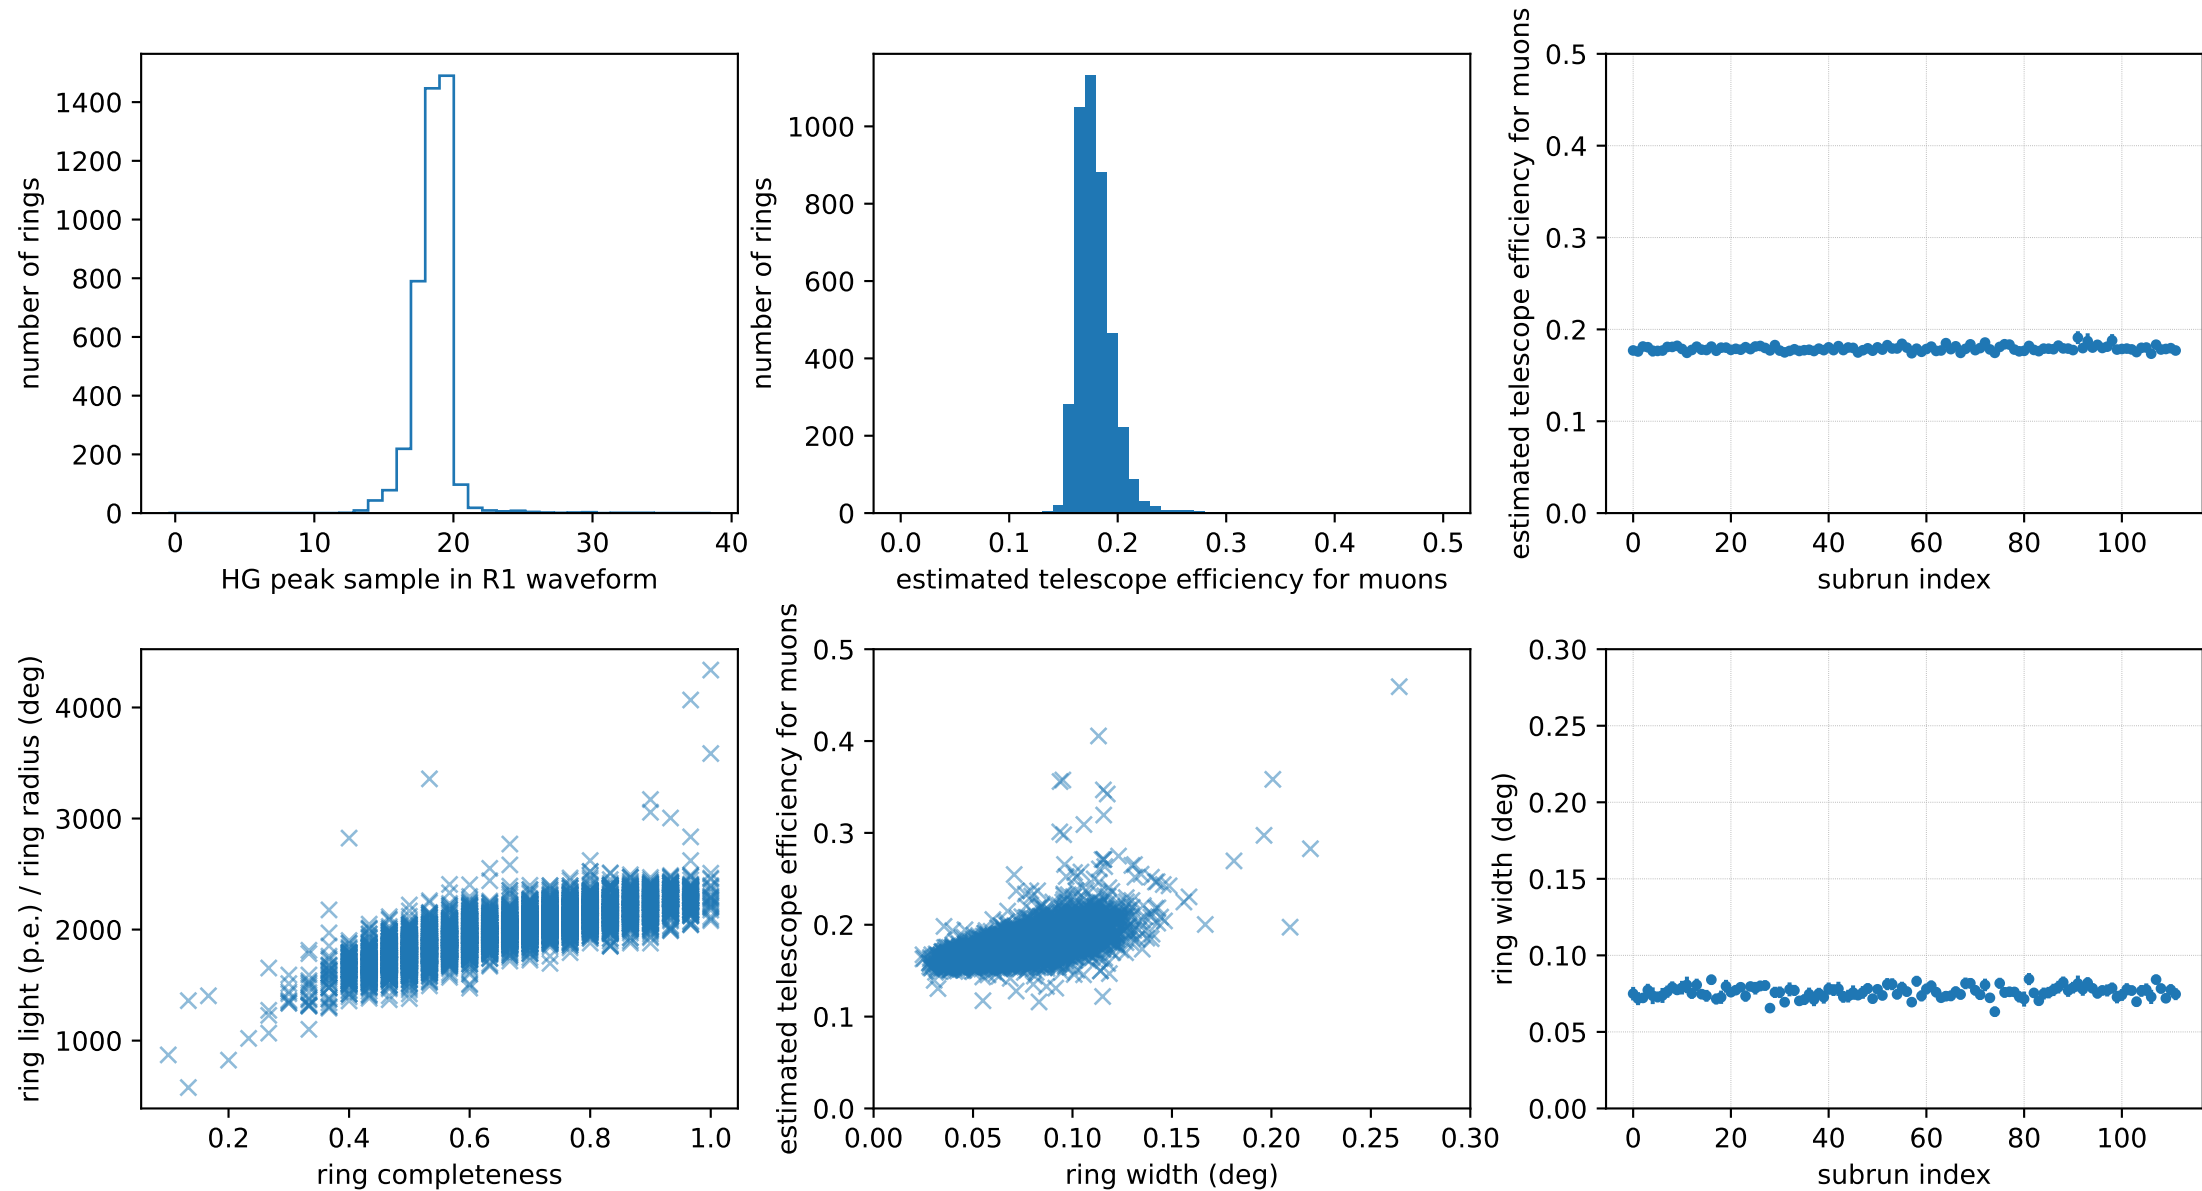 number of rings
1400
1200
1000
800
600
400
200
0
0 10 20 30 40
HG peak sample in R1 waveform
number of rings
1000
800
600
400
200
0
0.0 0.1 0.2 0.3 0.4 0.5
estimated telescope efficiency for muons
estimated telescope efficiency for muons
0.5
0.4
0.3
0.2
0.1
0.0
0 20 40 60 80 100
subrun index
ring light (p.e.) / ring radius (deg)
4000
3000
2000
1000
0.2 0.4 0.6 0.8 1.0
ring completeness
estimated telescope efficiency for muons
0.5
0.4
0.3
0.2
0.1
0.0
0.00 0.05 0.10 0.15 0.20 0.25 0.30
ring width (deg)
ring width (deg)
0.30
0.25
0.20
0.15
0.10
0.05
0.00
0 20 40 60 80 100
subrun index